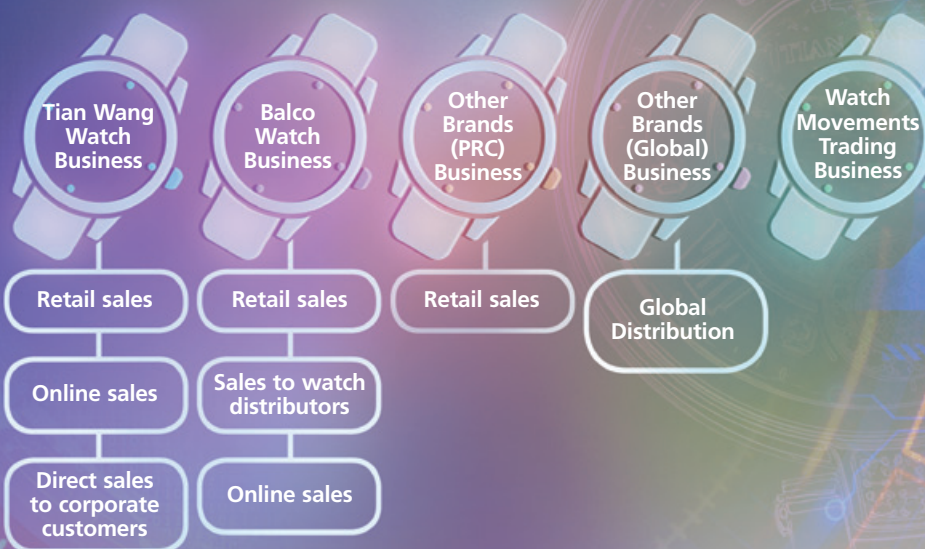 Tian Wang
Watch
Business
Balco
Watch
Business
Other
Brands
(PRC)
Business
Other
Brands
(Global)
Business
Watch
Movements
Trading
Business
Retail sales
Online sales
Direct sales
to corporate
customers
Retail sales
Sales to watch
distributors
Online sales
Retail sales
Global
Distribution